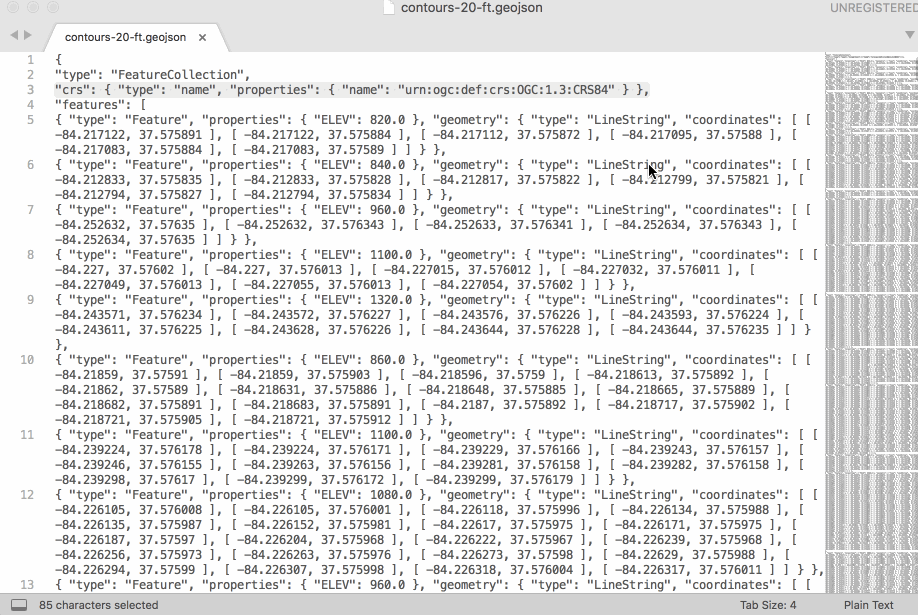 contours-20-ft.geojson
UNREGISTERED
contours-20-ft.geojson ×
1 {
2 "type": "FeatureCollection",
3 "crs": { "type": "name", "properties": { "name": "urn:ogc:def:crs:OGC:1.3:CRS84" } },
4 "features": [
5 { "type": "Feature", "properties": { "ELEV": 820.0 }, "geometry": { "type": "LineString", "coordinates": [ [
-84.217122, 37.575891 ], [ -84.217122, 37.575884 ], [ -84.217112, 37.575872 ], [ -84.217095, 37.57588 ], [
-84.217083, 37.575884 ], [ -84.217083, 37.57589 ] ] } },
6 { "type": "Feature", "properties": { "ELEV": 840.0 }, "geometry": { "type": "LineString", "coordinates": [ [
-84.212833, 37.575835 ], [ -84.212833, 37.575828 ], [ -84.212817, 37.575822 ], [ -84.212799, 37.575821 ], [
-84.212794, 37.575827 ], [ -84.212794, 37.575834 ] ] } },
7 { "type": "Feature", "properties": { "ELEV": 960.0 }, "geometry": { "type": "LineString", "coordinates": [ [
-84.252632, 37.57635 ], [ -84.252632, 37.576343 ], [ -84.252633, 37.576341 ], [ -84.252634, 37.576343 ], [
-84.252634, 37.57635 ] ] } },
8 { "type": "Feature", "properties": { "ELEV": 1100.0 }, "geometry": { "type": "LineString", "coordinates": [ [
-84.227, 37.57602 ], [ -84.227, 37.576013 ], [ -84.227015, 37.576012 ], [ -84.227032, 37.576011 ], [
-84.227049, 37.576013 ], [ -84.227055, 37.576013 ], [ -84.227054, 37.57602 ] ] } },
9 { "type": "Feature", "properties": { "ELEV": 1320.0 }, "geometry": { "type": "LineString", "coordinates": [ [
-84.243571, 37.576234 ], [ -84.243572, 37.576227 ], [ -84.243576, 37.576226 ], [ -84.243593, 37.576224 ], [
-84.243611, 37.576225 ], [ -84.243628, 37.576226 ], [ -84.243644, 37.576228 ], [ -84.243644, 37.576235 ] ] }
},
10 { "type": "Feature", "properties": { "ELEV": 860.0 }, "geometry": { "type": "LineString", "coordinates": [ [
-84.21859, 37.57591 ], [ -84.21859, 37.575903 ], [ -84.218596, 37.5759 ], [ -84.218613, 37.575892 ], [
-84.21862, 37.57589 ], [ -84.218631, 37.575886 ], [ -84.218648, 37.575885 ], [ -84.218665, 37.575889 ], [
-84.218682, 37.575891 ], [ -84.218683, 37.575891 ], [ -84.2187, 37.575892 ], [ -84.218717, 37.575902 ], [
-84.218721, 37.575905 ], [ -84.218721, 37.575912 ] ] } },
11 { "type": "Feature", "properties": { "ELEV": 1100.0 }, "geometry": { "type": "LineString", "coordinates": [ [
-84.239224, 37.576178 ], [ -84.239224, 37.576171 ], [ -84.239229, 37.576166 ], [ -84.239243, 37.576157 ], [
-84.239246, 37.576155 ], [ -84.239263, 37.576156 ], [ -84.239281, 37.576158 ], [ -84.239282, 37.576158 ], [
-84.239298, 37.57617 ], [ -84.239299, 37.576172 ], [ -84.239299, 37.576179 ] ] } },
12 { "type": "Feature", "properties": { "ELEV": 1080.0 }, "geometry": { "type": "LineString", "coordinates": [ [
-84.226105, 37.576008 ], [ -84.226105, 37.576001 ], [ -84.226118, 37.575996 ], [ -84.226134, 37.575988 ], [
-84.226135, 37.575987 ], [ -84.226152, 37.575981 ], [ -84.22617, 37.575975 ], [ -84.226171, 37.575975 ], [
-84.226187, 37.57597 ], [ -84.226204, 37.575968 ], [ -84.226222, 37.575967 ], [ -84.226239, 37.575968 ], [
-84.226256, 37.575973 ], [ -84.226263, 37.575976 ], [ -84.226273, 37.57598 ], [ -84.22629, 37.575988 ], [
-84.226294, 37.57599 ], [ -84.226307, 37.575998 ], [ -84.226318, 37.576004 ], [ -84.226317, 37.576011 ] ] } },
13 { "type": "Feature", "properties": { "ELEV": 960.0 }, "geometry": { "type": "LineString", "coordinates": [ [
85 characters selected
Tab Size: 4
Plain Text